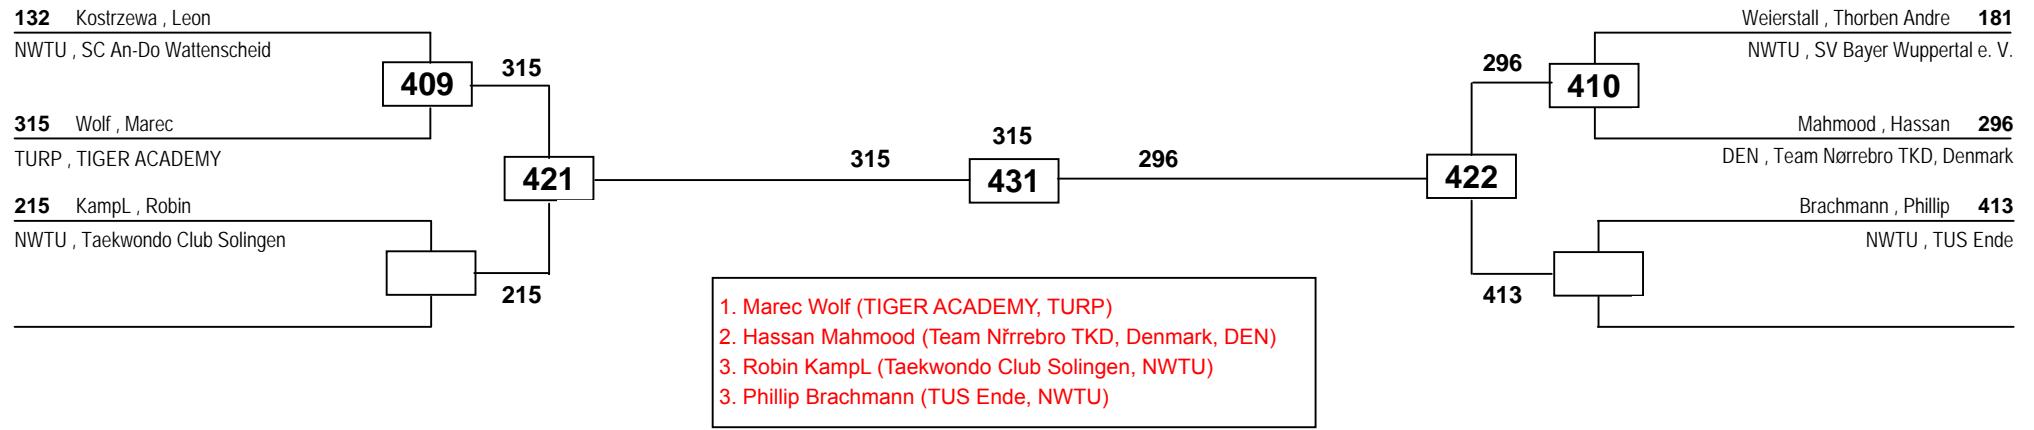 132 Kostrzewa , Leon
NWTU , SC An-Do Wattenscheid
409
315
315 Wolf , Marec
TURP , TIGER ACADEMY
421
215 KampL , Robin
NWTU , Taekwondo Club Solingen
215
315
315
431
296
Weierstall , Thorben Andre 181
NWTU , SV Bayer Wuppertal e. V.
296
410
Mahmood , Hassan 296
DEN , Team Nørrebro TKD, Denmark
422
Brachmann , Phillip 413
NWTU , TUS Ende
413
1. Marec Wolf (TIGER ACADEMY, TURP)
2. Hassan Mahmood (Team Nřrrebro TKD, Denmark, DEN)
3. Robin KampL (Taekwondo Club Solingen, NWTU)
3. Phillip Brachmann (TUS Ende, NWTU)